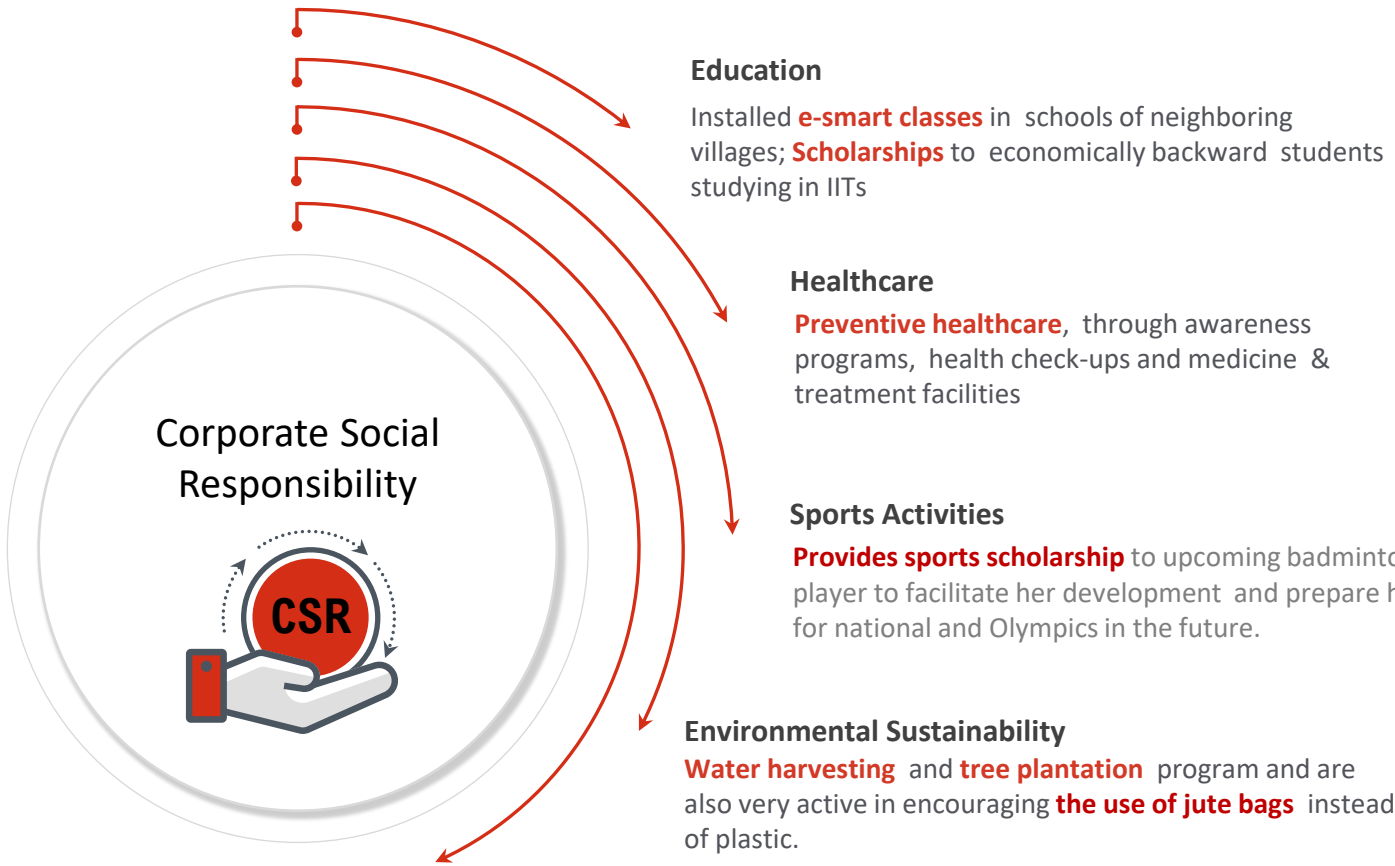 Corporate Social
Responsibility
CSR
Education
Installed e-smart classes in schools of neighboring
villages; Scholarships to economically backward students
studying in IITs
Healthcare
Preventive healthcare, through awareness
programs, health check-ups and medicine &
treatment facilities
Sports Activities
Provides sports scholarship to upcoming
player to facilitate her development and prepare
for national and Olympics in the future.
Environmental Sustainability
Water harvesting and tree plantation program and are
also very active in encouraging the use of jute bags instead
of plastic.